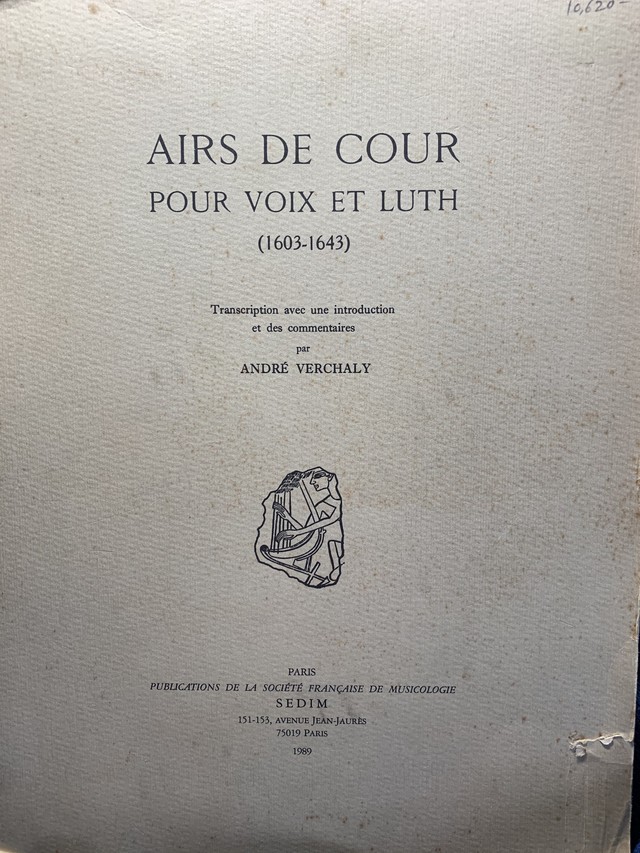 10,620-
AIRS DE COUR
POUR VOIX ET LUTH
(1603-1643)
Transcription avec une introduction
et des commentaires
par
ANDRÉ VERCHALY
PARIS
PUBLICATIONS DE LA SOCIÉTÉ FRANÇAISE DE MUSICOLOGIE
SEDIM
151-153, AVENUE JEAN-JAURÈS
75019 PARIS
1989